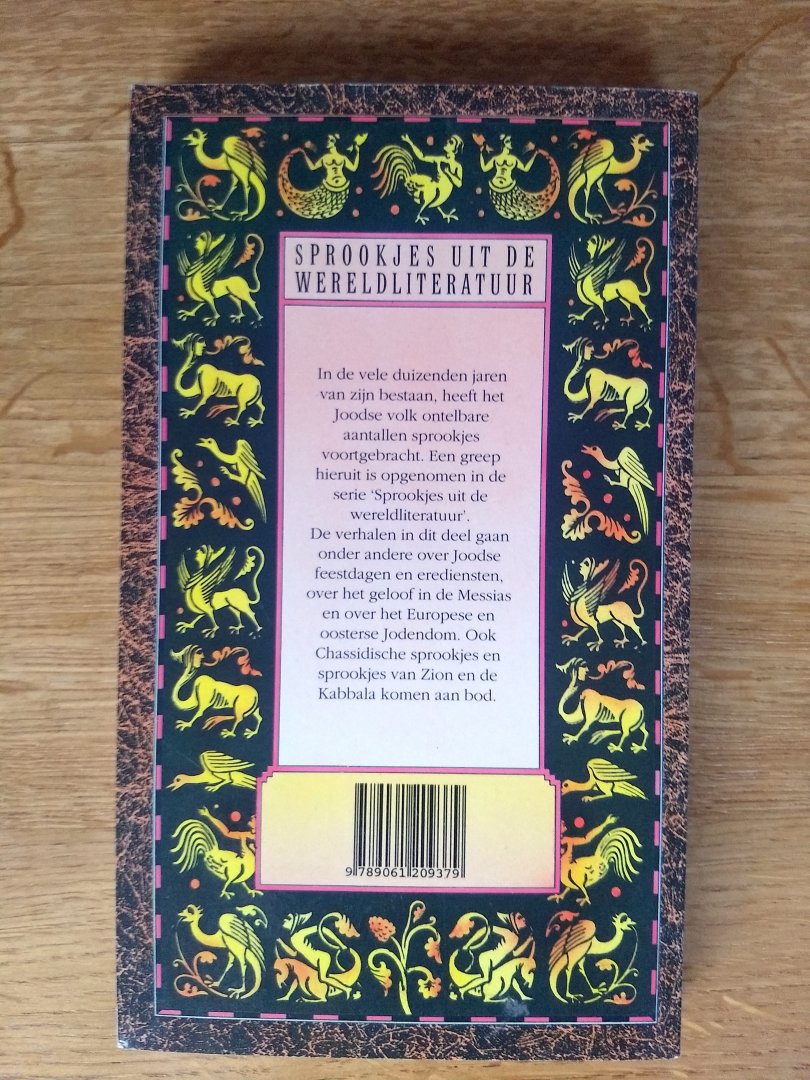 SPROOKJES UIT DE
WERELDLITERATUUR
In de vele duizenden jaren
van zijn bestaan, heeft het
Joodse volk ontelbare
aantallen sprookjes
voortgebracht. Een greep
hieruit is opgenomen in de
serie ‘Sprookjes uit de
wereldliteratuur’.
De verhalen in dit deel gaan
onder andere over Joodse
feestdagen en erediensten,
over het geloof in de Messias
en over het Europese en
oosterse Jodendom. Ook
Chassidische sprookjes en
sprookjes van Zion en de
Kabbala komen aan bod.
9 789061 209379